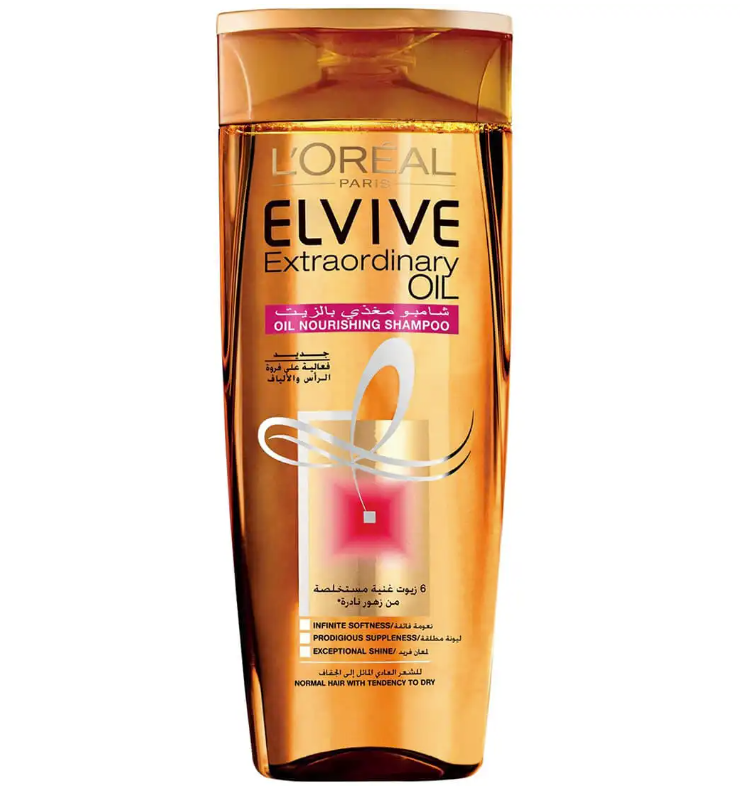 L'ORÉAL
PARIS
ELVIVE
Extraordinary
OIL
شامبو مغذي بالزيت
OIL NOURISHING SHAMPOO
جديد
فعالية على فروة
الرأس والألياف
6 زيوت غنية مستخلصة
من زهور نادرة*
INFINITE SOFTNESS/نعومة فائقة
PRODIGIOUS SUPPLENESS/ليونة مطلقة
EXCEPTIONAL SHINE/ لمعان فريد
للشعر العادي المائل إلى الجفاف
NORMAL HAIR WITH TENDENCY TO DRY